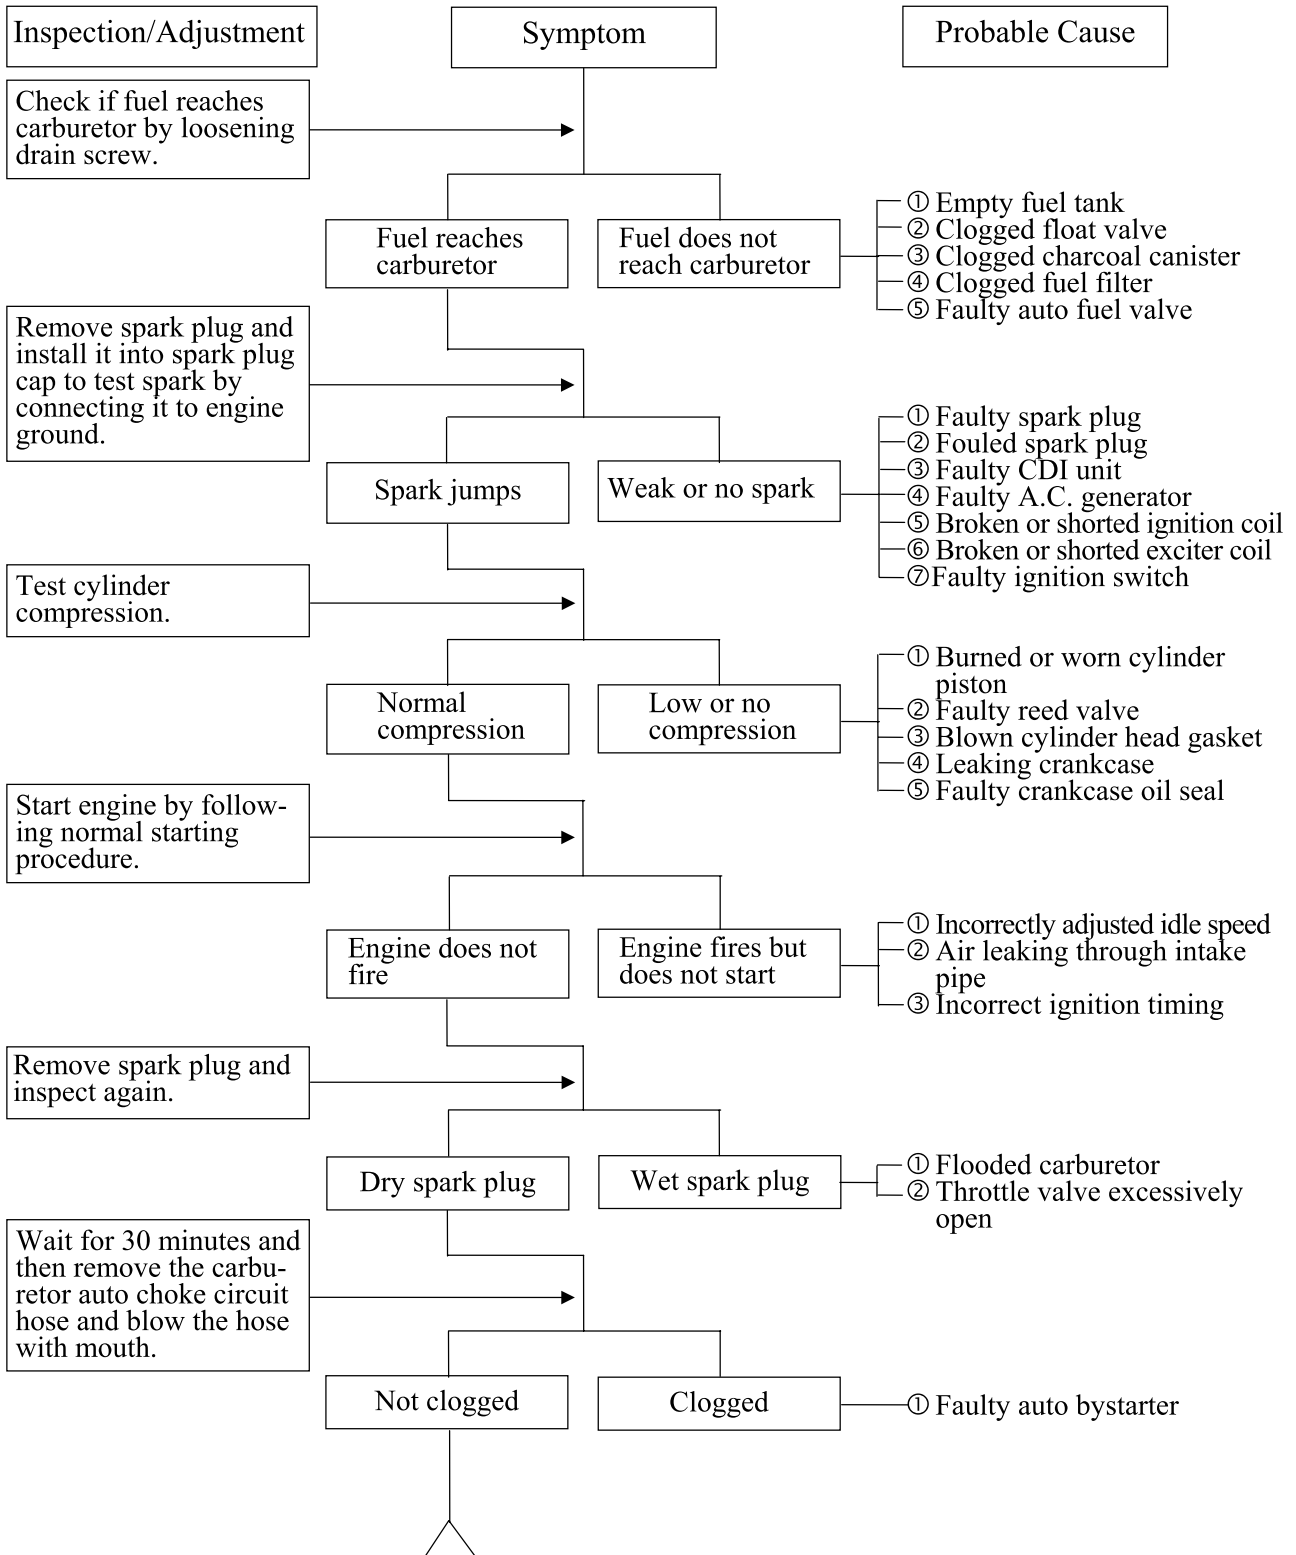 Inspection/Adjustment
Symptom
Probable Cause
Check if fuel reaches
carburetor by loosening
drain screw.
Fuel reaches
carburetor
Fuel does not
reach carburetor
① Empty fuel tank
② Clogged float valve
③ Clogged charcoal canister
④ Clogged fuel filter
⑤ Faulty auto fuel valve
Remove spark plug and
install it into spark plug
cap to test spark by
connecting it to engine
ground.
Spark jumps
Weak or no spark
① Faulty spark plug
② Fouled spark plug
③ Faulty CDI unit
④ Faulty A.C. generator
⑤ Broken or shorted ignition coil
⑥ Broken or shorted exciter coil
⑦Faulty ignition switch
Test cylinder
compression.
Normal
compression
Low or no
compression
① Burned or worn cylinder
piston
② Faulty reed valve
③ Blown cylinder head gasket
④ Leaking crankcase
⑤ Faulty crankcase oil seal
Start engine by follow-
ing normal starting
procedure.
Engine does not
fire
Engine fires but
does not start
① Incorrectly adjusted idle speed
② Air leaking through intake
pipe
③ Incorrect ignition timing
Remove spark plug and
inspect again.
Dry spark plug
Wet spark plug
① Flooded carburetor
② Throttle valve excessively
open
Wait for 30 minutes and
then remove the carbu-
retor auto choke circuit
hose and blow the hose
with mouth.
Not clogged
Clogged
① Faulty auto bystarter